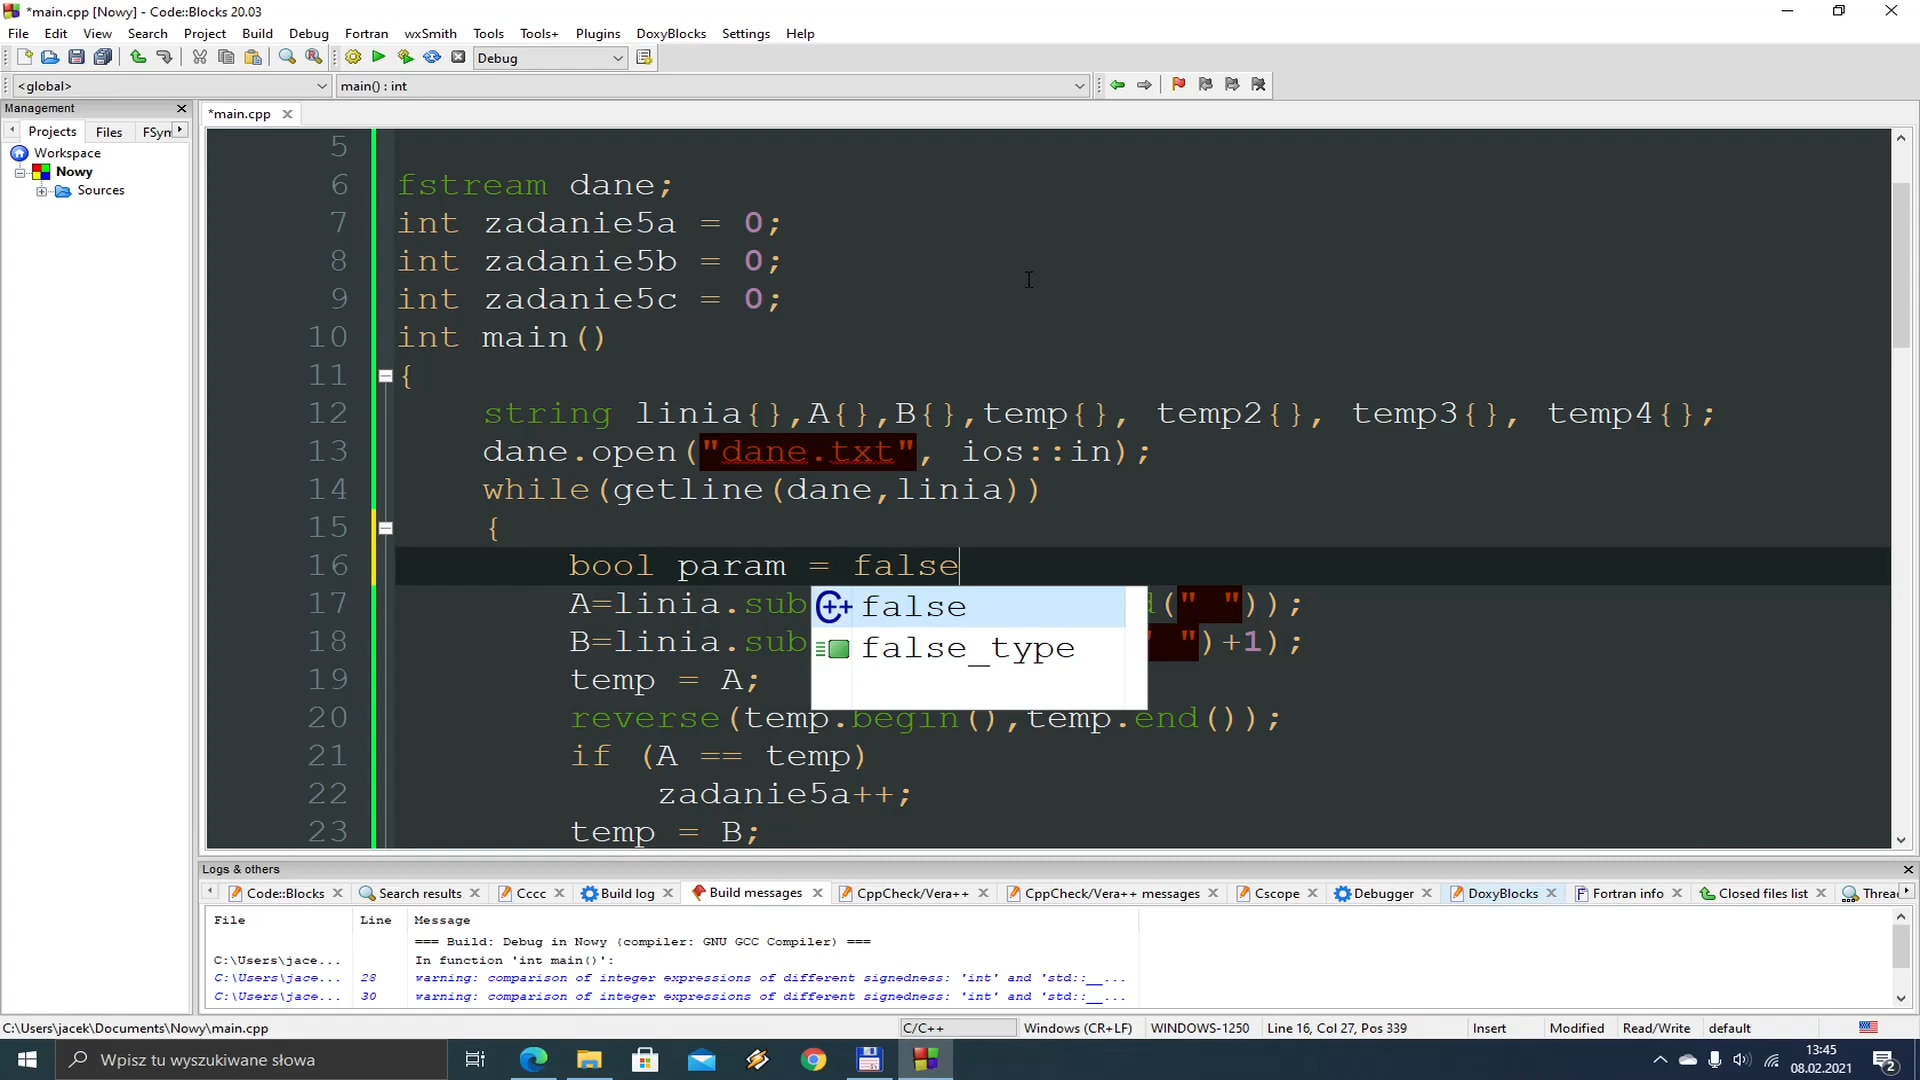 *main.cpp [Nowy] - Code::Blocks 20.03
File Edit View Search Project Build Debug Fortran wxSmith Tools Tools+ Plugins DoxyBlocks Settings Help
Debug
<global> main() : int
Management
*main.cpp
Projects Files FSyn
Workspace
Nowy
Sources
5
6 fstream dane;
7 int zadanie5a = 0;
8 int zadanie5b = 0;
9 int zadanie5c = 0;
10 int main()
11 {
12 string linia{},A{},B{},temp{}, temp2{}, temp3{}, temp4{};
13 dane.open("dane.txt", ios::in);
14 while(getline(dane,linia))
15 {
16 bool param = false
17 A=linia.sub d(" "));
18 B=linia.sub " ")+1);
false
false_type
19 temp = A;
20 reverse(temp.begin(),temp.end());
21 if (A == temp)
22 zadanie5a++;
23 temp = B;
Logs & others
Code::Blocks Search results Cccc Build log Build messages CppCheck/Vera++ CppCheck/Vera++ messages Cscope Debugger DoxyBlocks Fortran info Closed files list Threa
File Line Message
=== Build: Debug in Nowy (compiler: GNU GCC Compiler) ===
C:\Users\jace... In function 'int main()':
C:\Users\jace... 28 warning: comparison of integer expressions of different signedness: 'int' and 'std::__...
C:\Users\jace... 30 warning: comparison of integer expressions of different signedness: 'int' and 'std::__...
C:\Users\jacek\Documents\Nowy\main.cpp C/C++ Windows (CR+LF) WINDOWS-1250 Line 16, Col 27, Pos 339 Insert Modified Read/Write default
Wpisz tu wyszukiwane słowa
13:45
08.02.2021
2